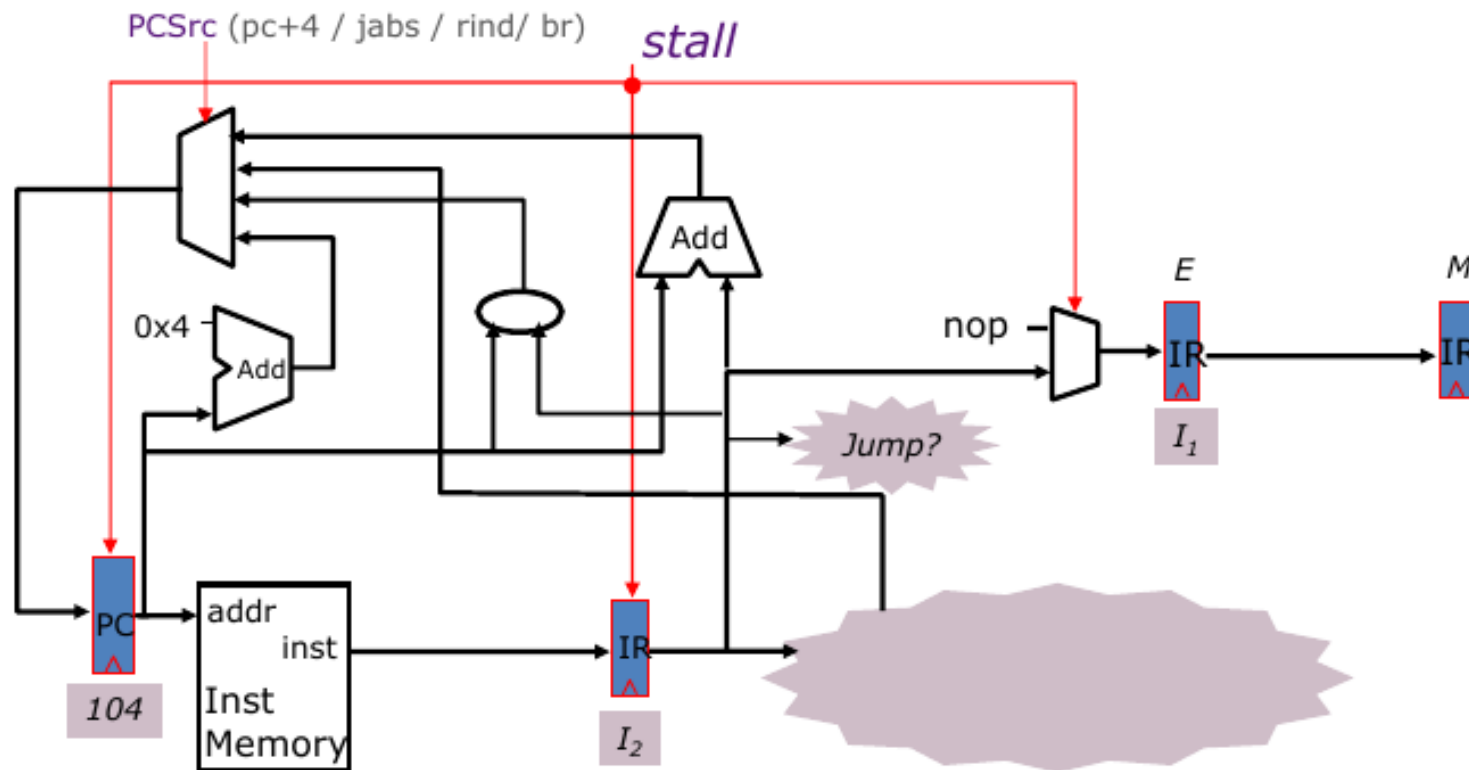 PCSrc (pc+4 / jabs / rind/ br)
stall
Add
E
M
0x4
nop
Add
IR
IR
Jump?
I1
PC
addr
inst
IR
104
Inst
Memory
I2